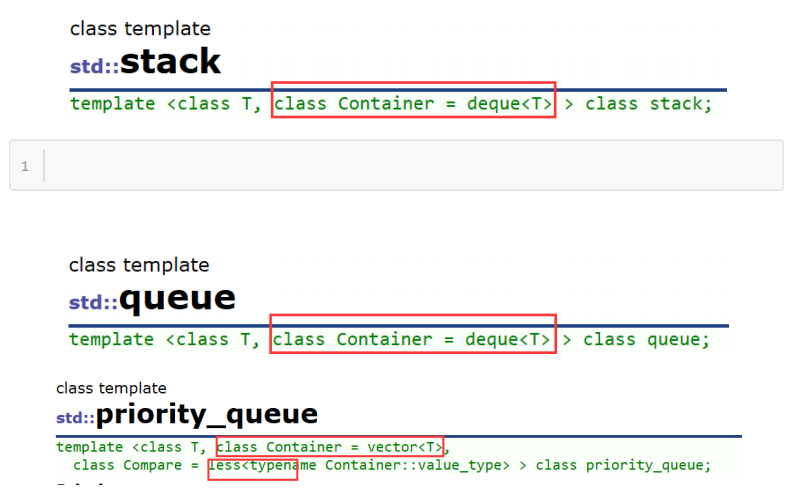 class template
std::stack
template <class T, class Container = deque<T> > class stack;
1
class template
std::queue
template <class T, class Container = deque<T> > class queue;
class template
std::priority_queue
template <class T, class Container = vector<T>,
class Compare = less<typename Container::value_type> > class priority_queue;